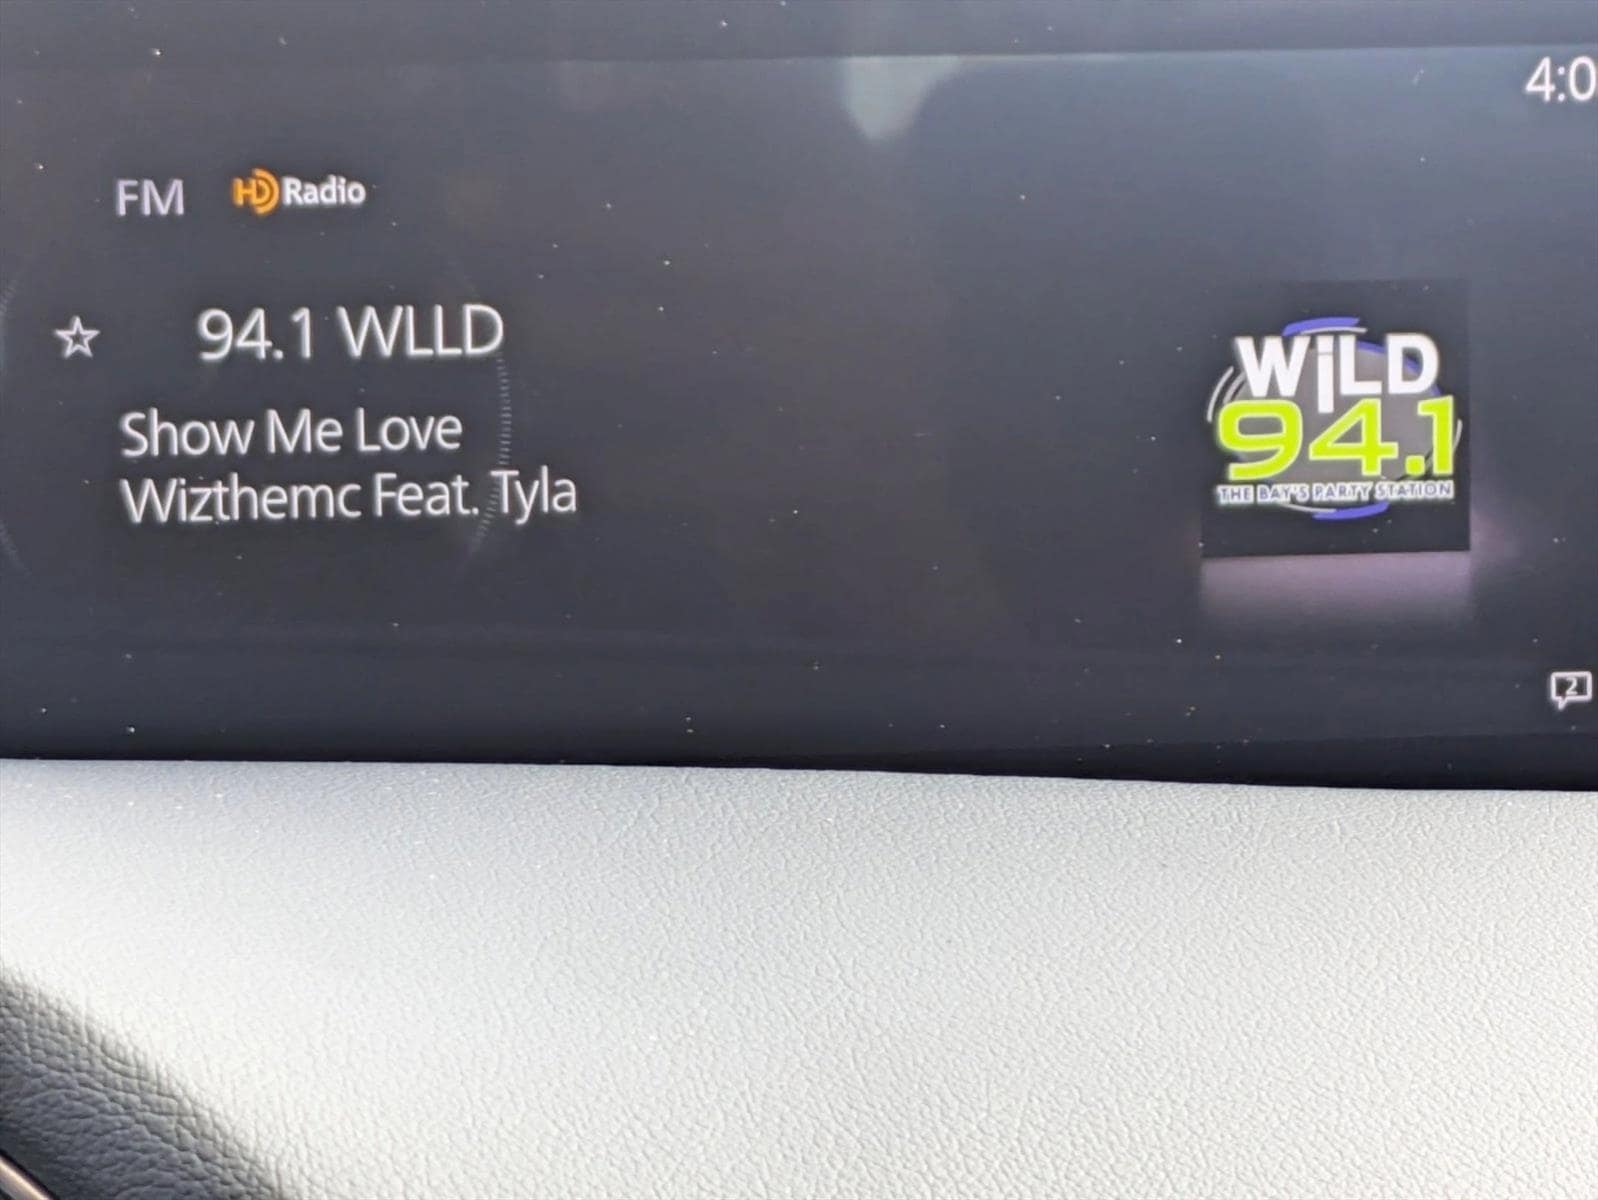 4:0
FM HD Radio
94.1 WLLD
Show Me Love
Wizthemc Feat. Tyla
WiLD
94.1
THE BAY'S PARTY STATION
2